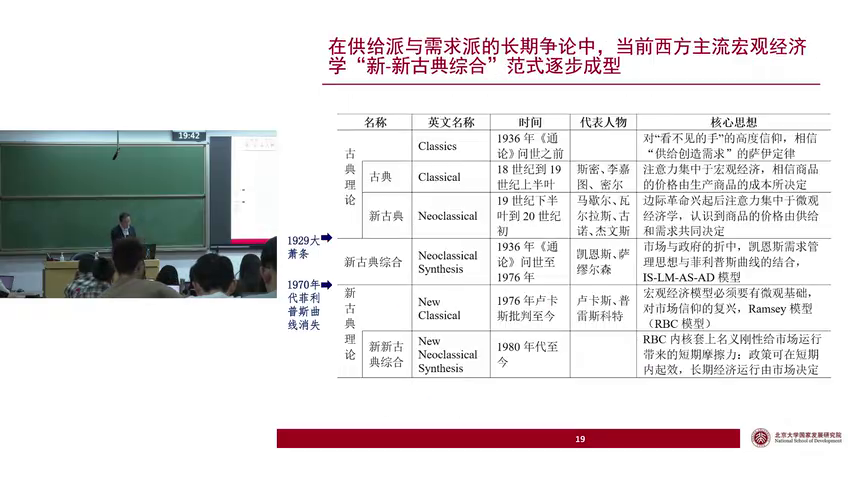 在供给派与需求派的长期争论中，当前西方主流宏观经济
学“新-新古典综合”范式逐步成型
19:42
名称 英文名称 时间 代表人物 核心思想
古典理论
Classics
1936 年《通
论》问世之前
对“看不见的手”的高度信仰，相信
“供给创造需求”的萨伊定律
古典
Classical
18 世纪到 19
世纪上半叶
斯密、李嘉
图、密尔
注意力集中于宏观经济，相信商品
的价格由生产商品的成本所决定
新古典
Neoclassical
19 世纪下半
叶到 20 世纪
初
马歇尔、瓦
尔拉斯、古
诺、杰文斯
边际革命兴起后注意力集中于微观
经济学，认识到商品的价格由供给
和需求共同决定
1929大
萧条
新古典综合
Neoclassical
Synthesis
1936 年《通
论》问世至
1976 年
凯恩斯、萨
缪尔森
市场与政府的折中，凯恩斯需求管
理思想与菲利普斯曲线的结合，
IS-LM-AS-AD 模型
1970年
代菲利
普斯曲
线消失
新古典理论
New
Classical
1976 年卢卡
斯批判至今
卢卡斯、普
雷斯科特
宏观经济模型必须要有微观基础，
对市场信仰的复兴，Ramsey 模型
（RBC 模型）
新新古
典综合
New
Neoclassical
Synthesis
1980 年代至
今
RBC 内核套上名义刚性给市场运行
带来的短期摩擦力：政策可在短期
内起效，长期经济运行由市场决定
19
北京大学国家发展研究院
National School of Development